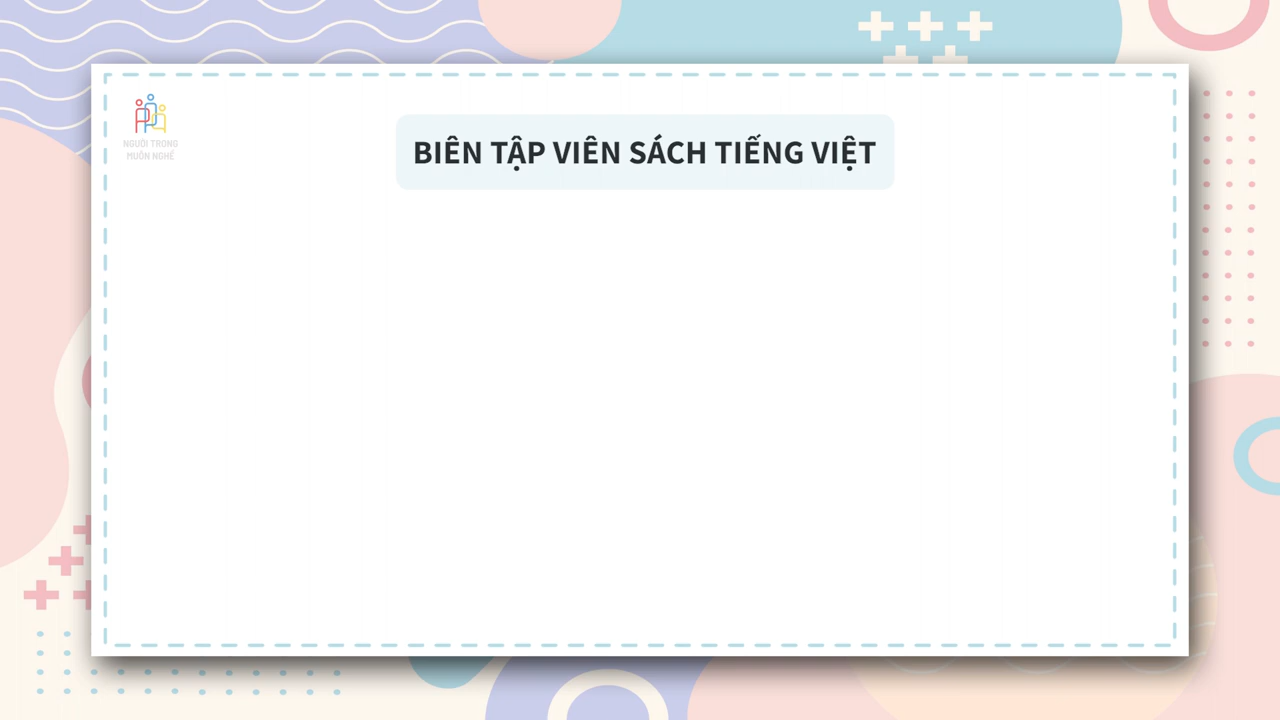 NGƯỜI TRONG
MUÔN NGHỀ
BIÊN TẬP VIÊN SÁCH TIẾNG VIỆT